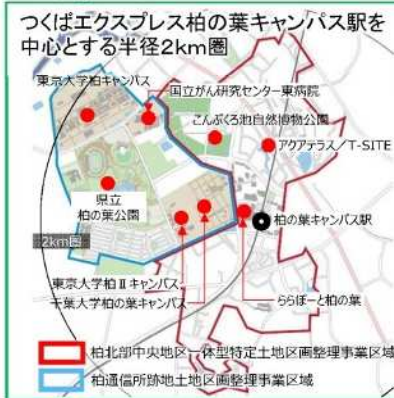 つくばエクスプレス柏の葉キャンパス駅を
中心とする半径2km圏
東京大学柏キャンパス
国立がん研究センター東病院
こんぶくろ池自然博物公園
アクアテラス/T-SITE
県立
柏の葉公園
柏の葉キャンパス駅
2km圏
東京大学柏Ⅱキャンパス
千葉大学柏の葉キャンパス
ららぽーと柏の葉
柏北部中央地区一体型特定土地区画整理事業区域
柏通信所跡地土地区画整理事業区域